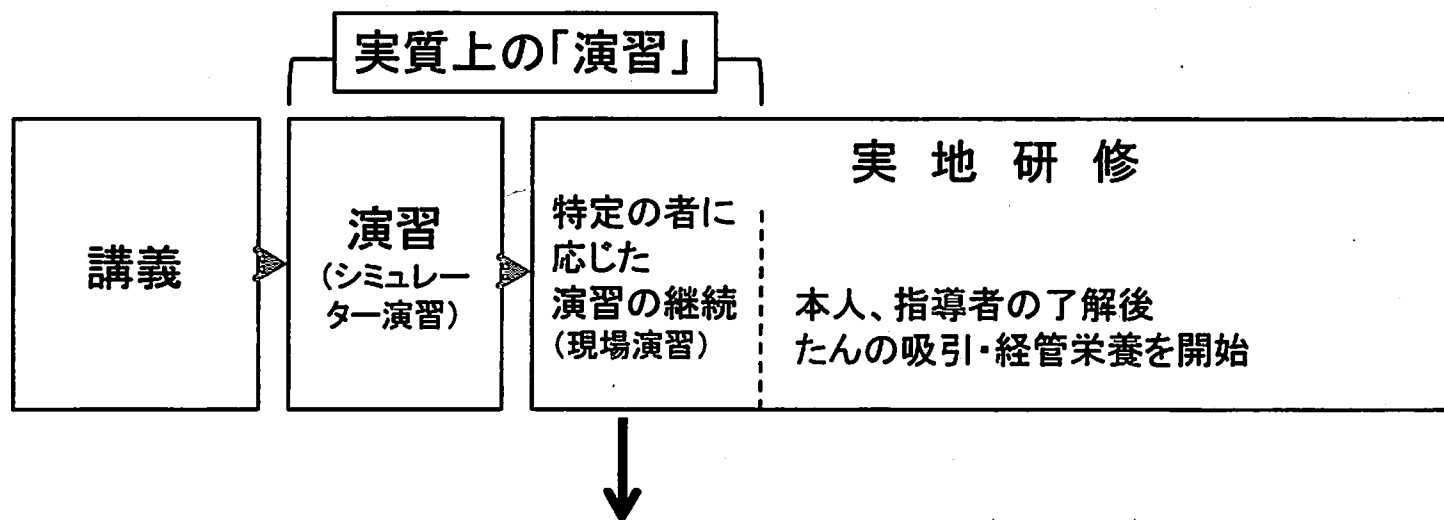 実質上の「演習」
講義
演習
(シミュレー
ター演習)
実地研修
特定の者に
応じた
演習の継続
(現場演習)
本人、指導者の了解後
たんの吸引・経管栄養を開始